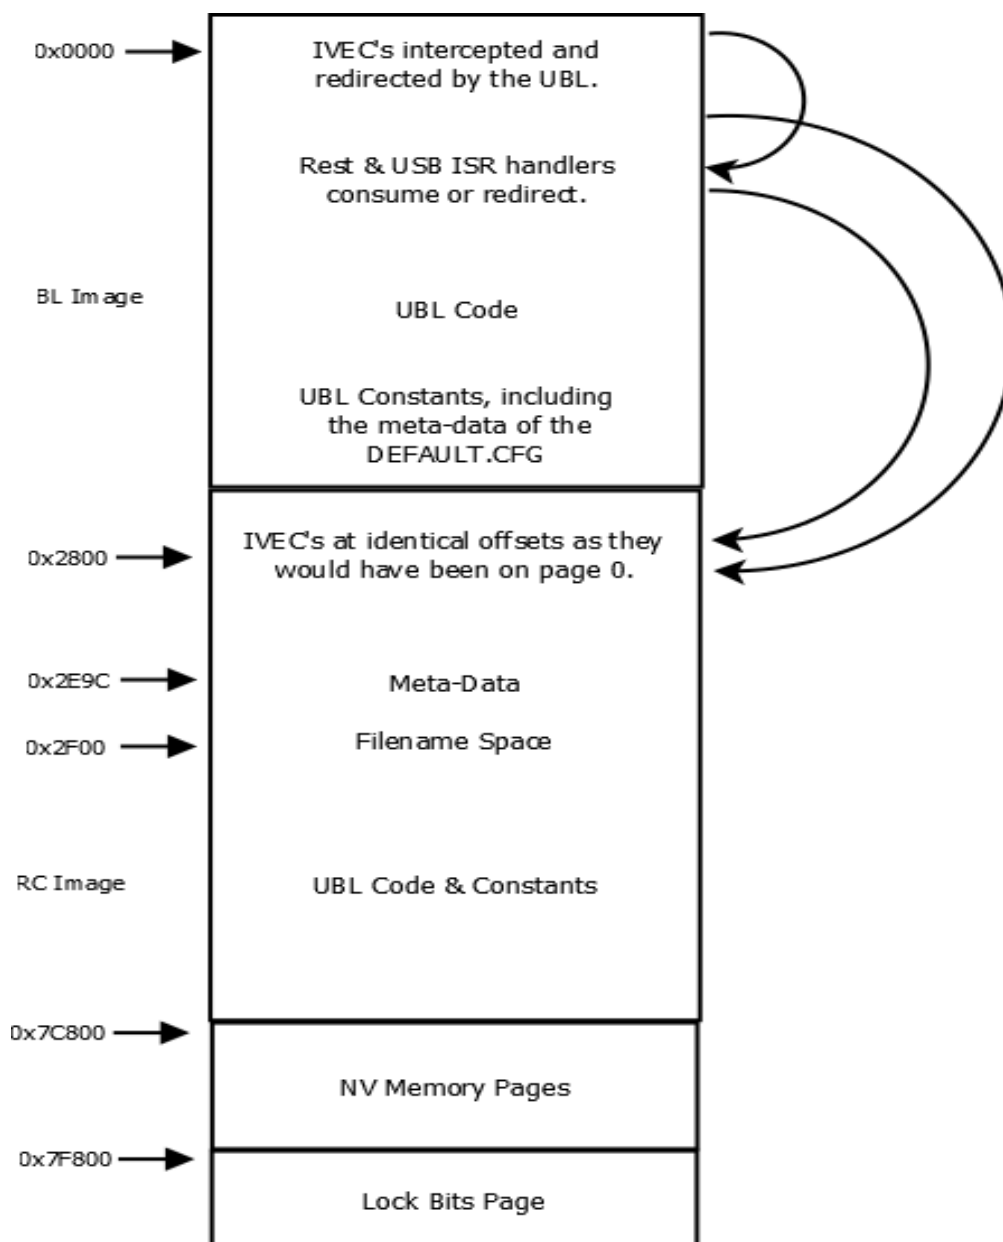 0x0000
IVEC's intercepted and
redirected by the UBL.
Rest & USB ISR handlers
consume or redirect.
BL Image
UBL Code
UBL Constants, including
the meta-data of the
DEFAULT.CFG
0x2800
IVEC's at identical offsets as they
would have been on page 0.
0x2E9C
Meta-Data
0x2F00
Filename Space
RC Image
UBL Code & Constants
0x7C800
NV Memory Pages
0x7F800
Lock Bits Page